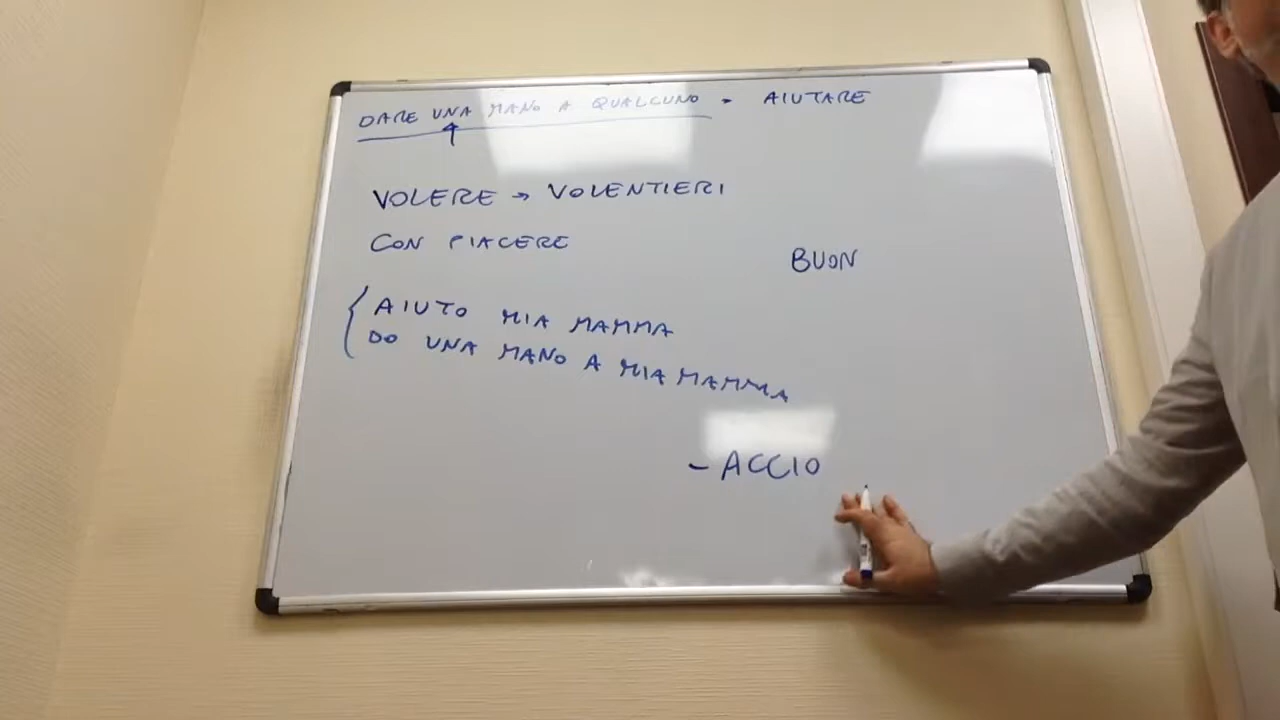 DARE UNA MANO A QUALCUNO = AIUTARE
VOLERE → VOLENTIERI
CON PIACERE
BUON
AIUTO MIA MAMMA
DO UNA MANO A MIA MAMMA
- ACCIO